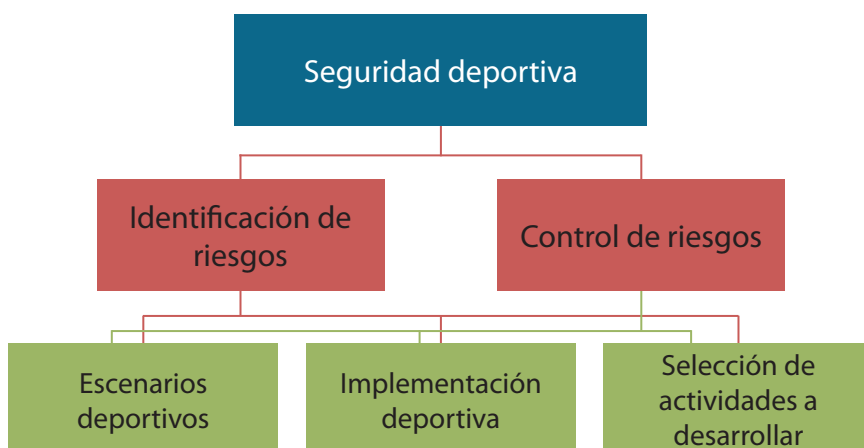 Seguridad deportiva
Identificación de
riesgos
Control de riesgos
Escenarios
deportivos
Implementación
deportiva
Selección de
actividades a
desarrollar